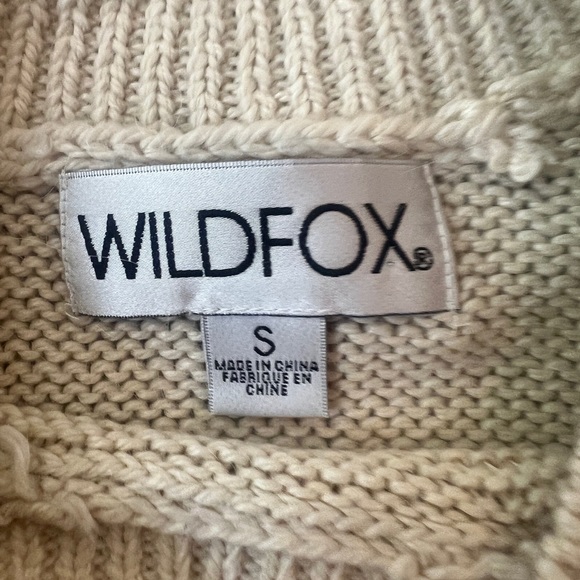 WILDFOX®
S
MADE IN CHINA
FABRIQUE EN
CHINE